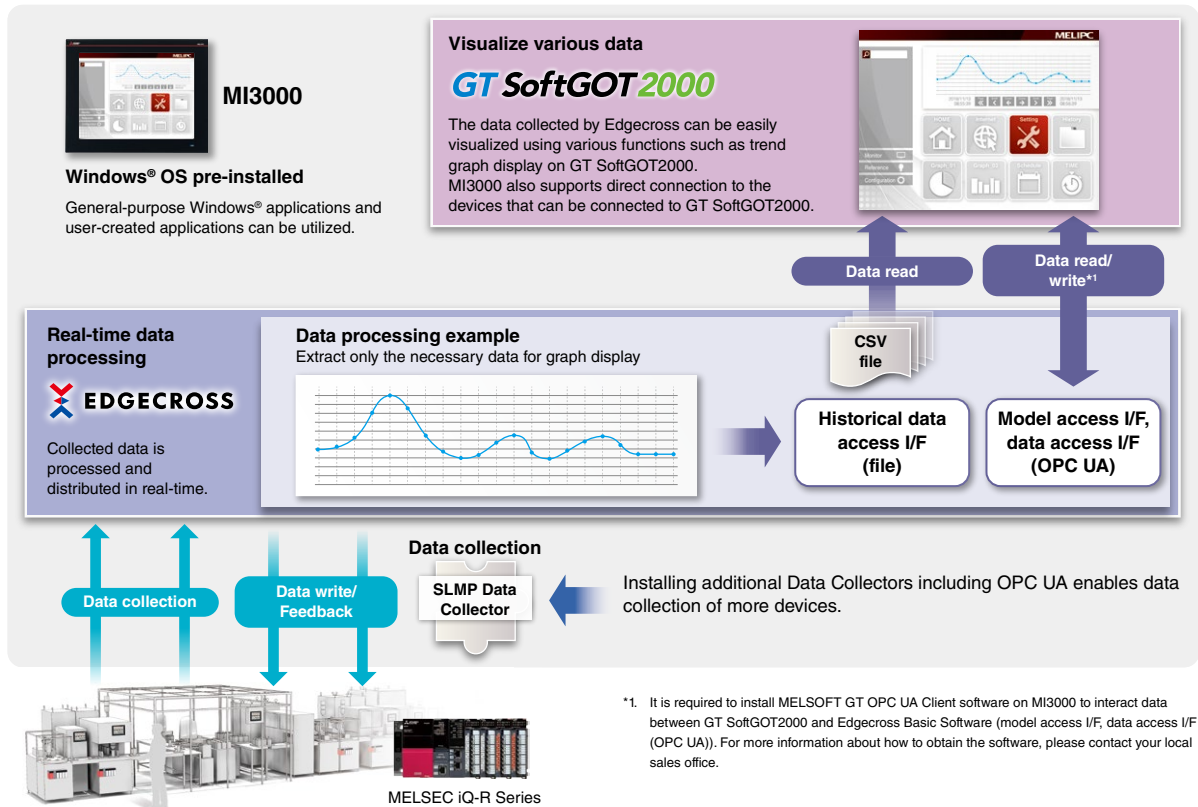 MI3000
Windows® OS pre-installed
General-purpose Windows® applications and
user-created applications can be utilized.
Visualize various data
GT SoftGOT2000
The data collected by Edgecross can be easily
visualized using various functions such as trend
graph display on GT SoftGOT2000.
MI3000 also supports direct connection to the
devices that can be connected to GT SoftGOT2000.
MELIPC
HOME
Internet
Setting
History
Monitor
Reference
Configuration
Schedule
TIME
Data read
Data read/
write*1
Real-time data
processing
EDGECROSS
Collected data is
processed and
distributed in real-time.
Data processing example
Extract only the necessary data for graph display
CSV
file
Historical data
access I/F
(file)
Model access I/F,
data access I/F
(OPC UA)
Data collection
Data write/
Feedback
Data collection
SLMP Data
Collector
Installing additional Data Collectors including OPC UA enables data
collection of more devices.
MELSEC iQ-R Series
*1. It is required to install MELSOFT GT OPC UA Client software on MI3000 to interact data
between GT SoftGOT2000 and Edgecross Basic Software (model access I/F, data access I/F
(OPC UA)). For more information about how to obtain the software, please contact your local
sales office.